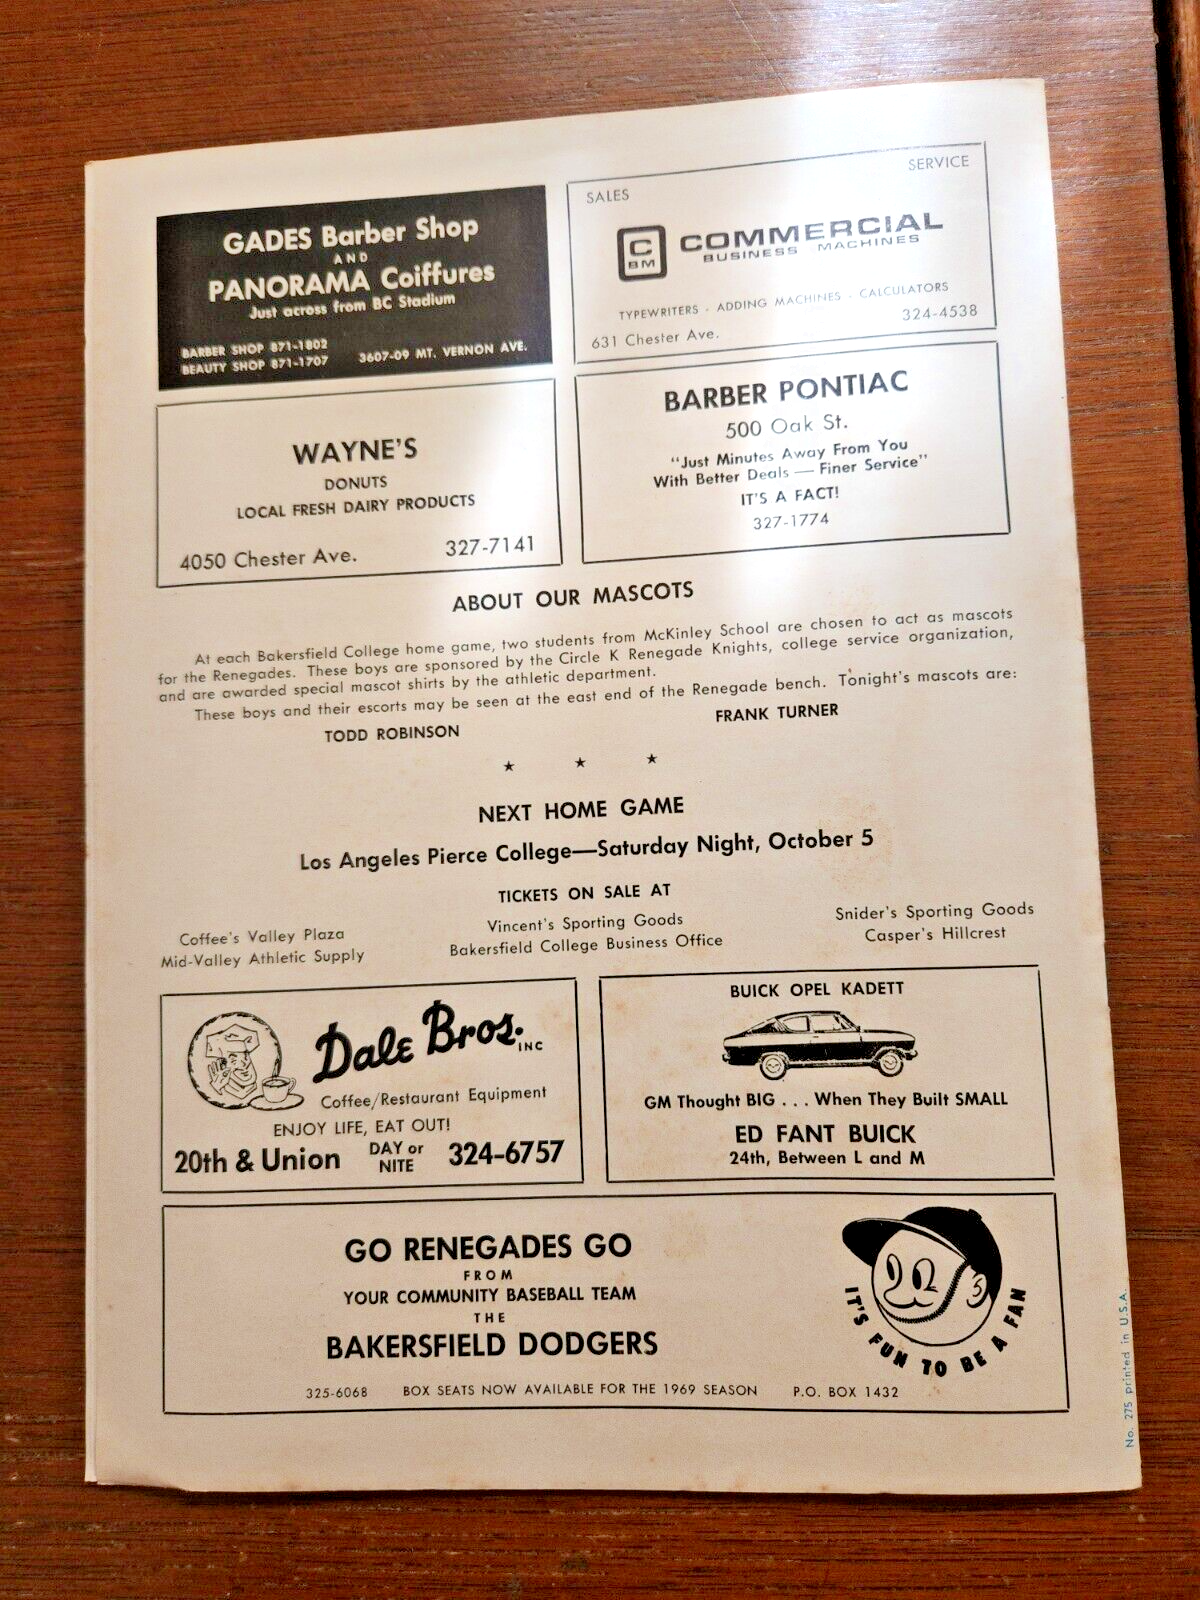 GADES Barber Shop
AND
PANORAMA Coiffures
Just across from BC Stadium
BARBER SHOP 871-1802
BEAUTY SHOP 871-1707
3607-09 MT. VERNON AVE.
SALES
SERVICE
C
BM
COMMERCIAL
BUSINESS MACHINES
TYPEWRITERS - ADDING MACHINES - CALCULATORS
631 Chester Ave.
324-4538
WAYNE'S
DONUTS
LOCAL FRESH DAIRY PRODUCTS
4050 Chester Ave.
327-7141
BARBER PONTIAC
500 Oak St.
"Just Minutes Away From You
With Better Deals — Finer Service"
IT'S A FACT!
327-1774
ABOUT OUR MASCOTS
At each Bakersfield College home game, two students from McKinley School are chosen to act as mascots
for the Renegades. These boys are sponsored by the Circle K Renegade Knights, college service organization,
and are awarded special mascot shirts by the athletic department.
These boys and their escorts may be seen at the east end of the Renegade bench. Tonight's mascots are:
TODD ROBINSON
FRANK TURNER
★ ★ ★
NEXT HOME GAME
Los Angeles Pierce College—Saturday Night, October 5
TICKETS ON SALE AT
Coffee's Valley Plaza
Mid-Valley Athletic Supply
Vincent's Sporting Goods
Bakersfield College Business Office
Snider's Sporting Goods
Casper's Hillcrest
Dale Bros. INC
Coffee/Restaurant Equipment
ENJOY LIFE, EAT OUT!
20th & Union DAY or NITE 324-6757
BUICK OPEL KADETT
GM Thought BIG . . . When They Built SMALL
ED FANT BUICK
24th, Between L and M
GO RENEGADES GO
FROM
YOUR COMMUNITY BASEBALL TEAM
THE
BAKERSFIELD DODGERS
325-6068 BOX SEATS NOW AVAILABLE FOR THE 1969 SEASON P.O. BOX 1432
IT'S FUN TO BE A FAN
No. 275 printed in U.S.A.